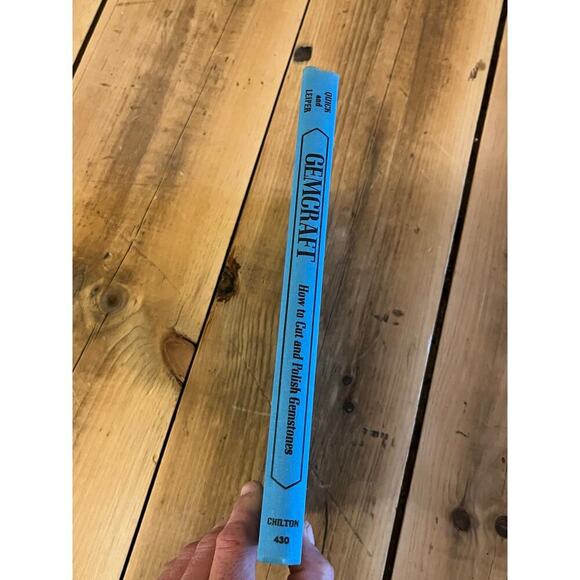 QUICK
and
LEIPER
GEMCRAFT
How to Cut and Polish Gemstones
CHILTON
430